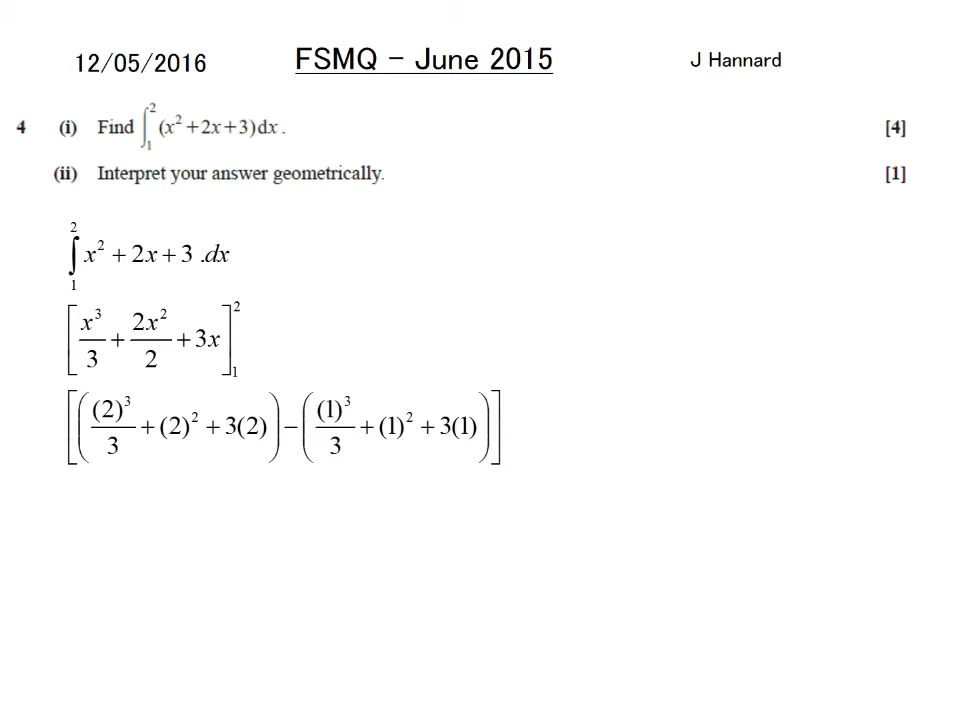 12/05/2016 FSMQ - June 2015 J Hannard
4 (i) Find ∫₁² (x² + 2x + 3) dx . [4]
(ii) Interpret your answer geometrically. [1]
∫₁² x² + 2x + 3 .dx
[x³/3 + 2x²/2 + 3x]₁²
[((2)³/3 + (2)² + 3(2)) − ((1)³/3 + (1)² + 3(1))]